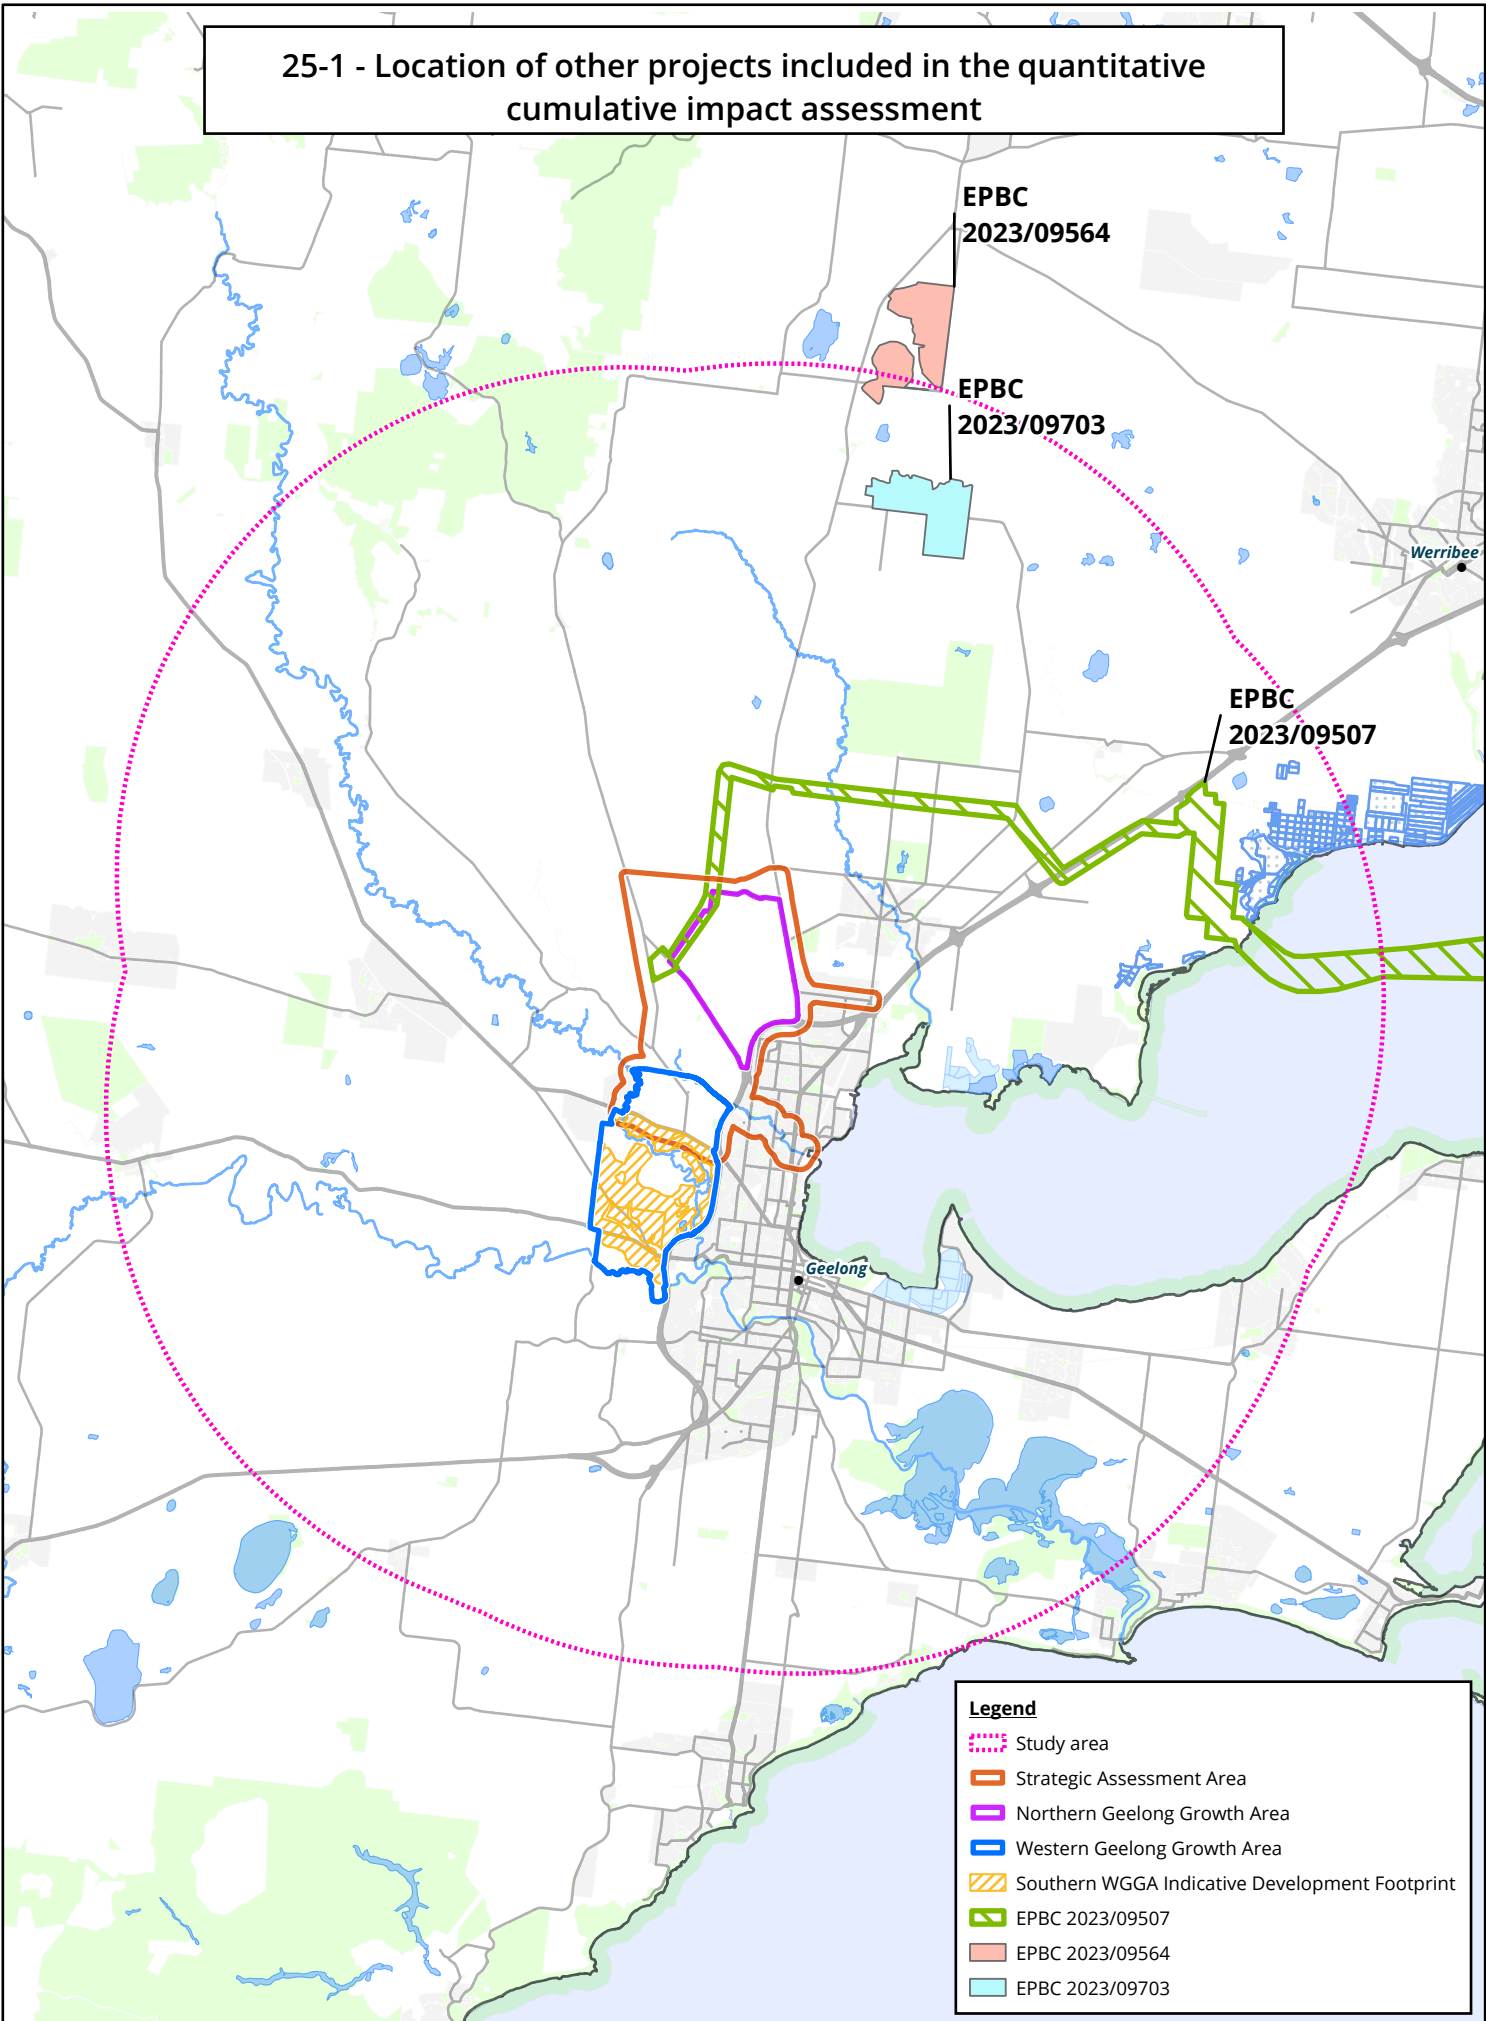 25-1 - Location of other projects included in the quantitative
cumulative impact assessment
EPBC
2023/09564
EPBC
2023/09703
Werribee
EPBC
2023/09507
Geelong
Legend
Study area
Strategic Assessment Area
Northern Geelong Growth Area
Western Geelong Growth Area
Southern WGGA Indicative Development Footprint
EPBC 2023/09507
EPBC 2023/09564
EPBC 2023/09703